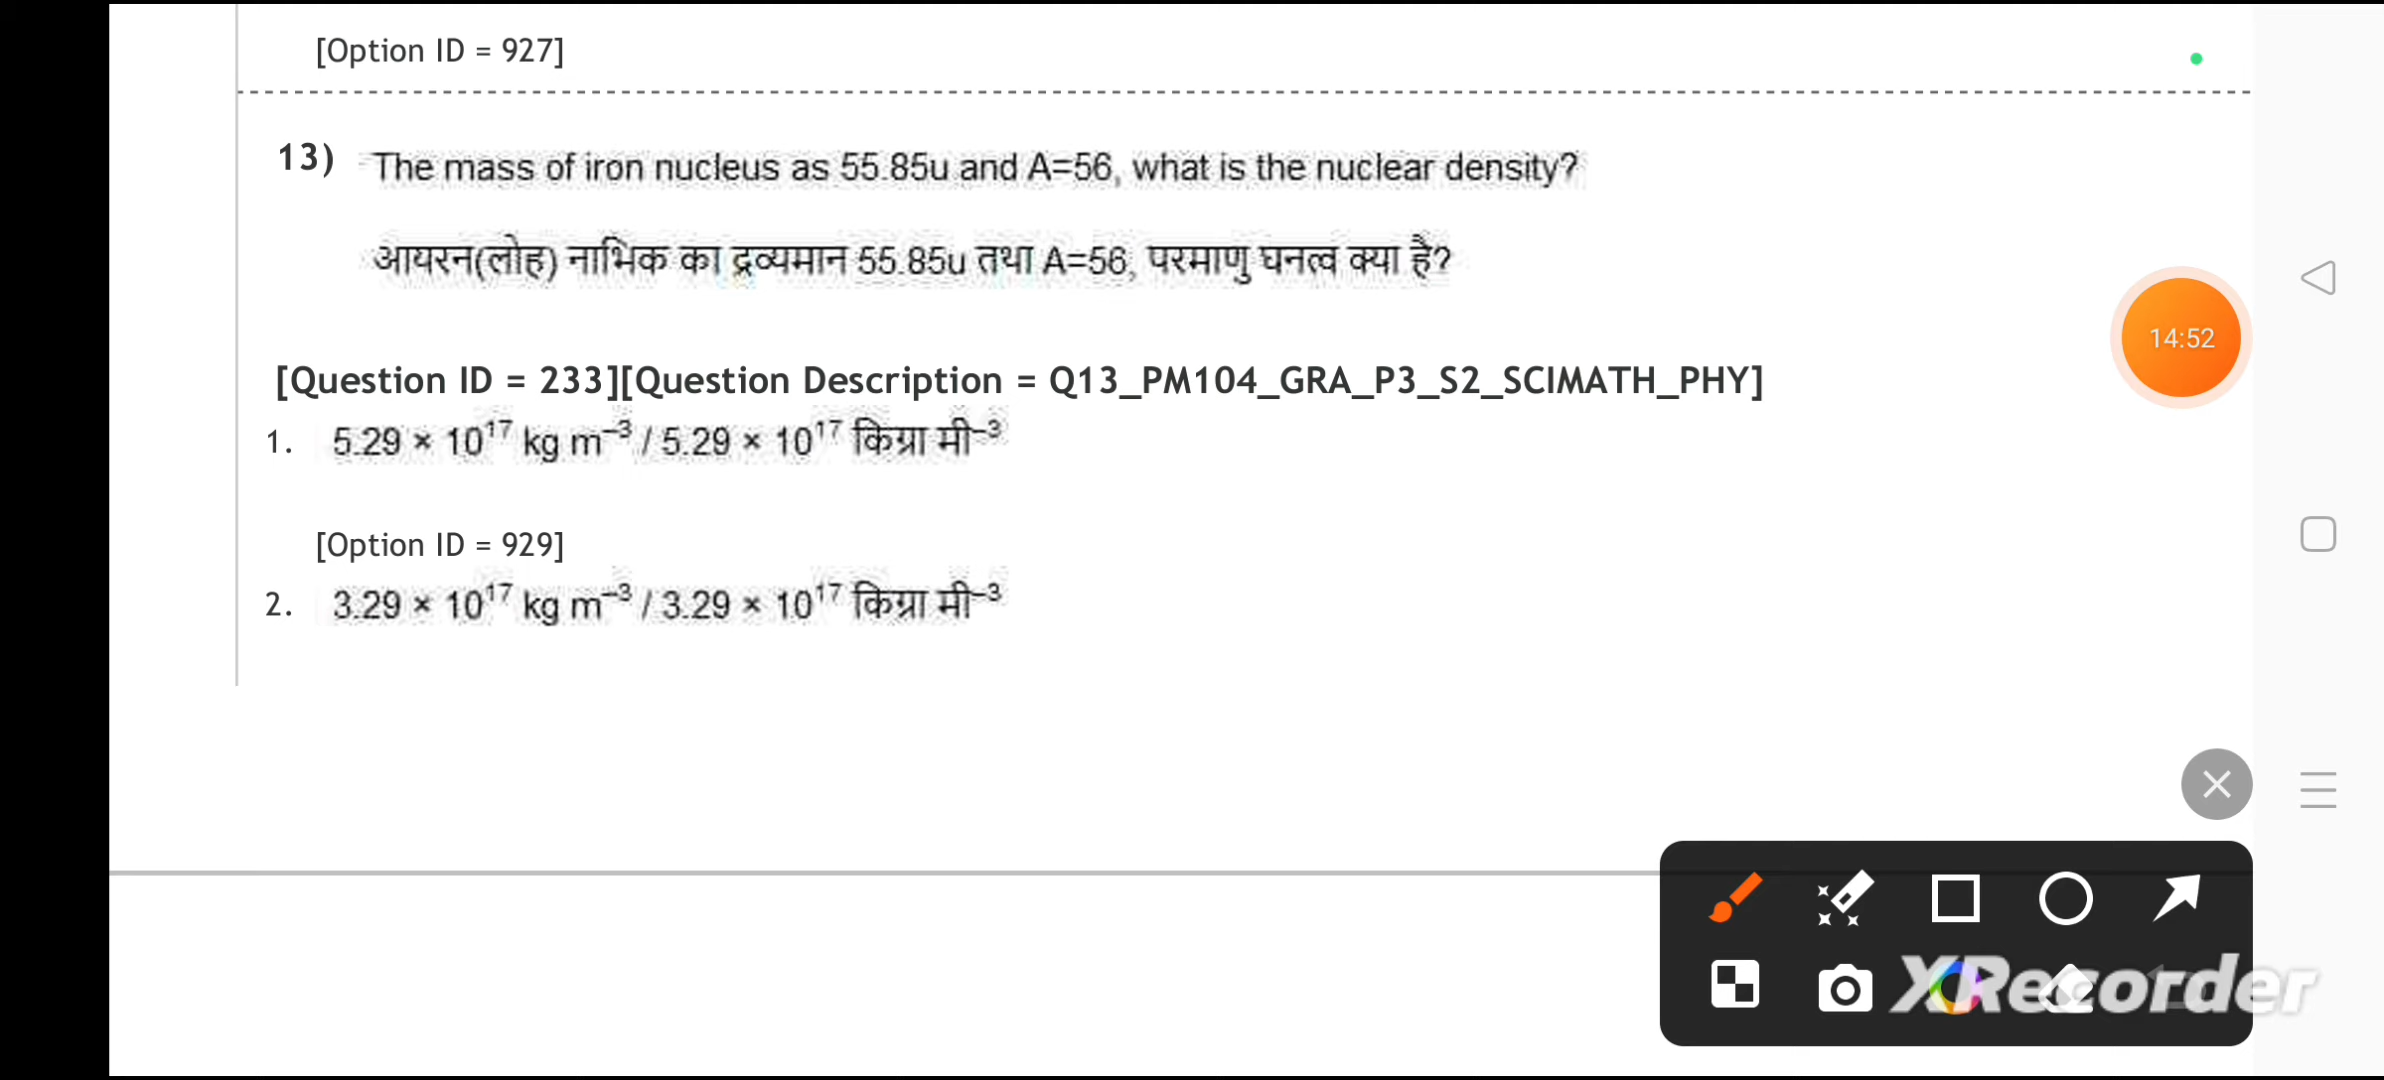 [Option ID = 927]
13) The mass of iron nucleus as 55.85u and A=56, what is the nuclear density?
आयरन(लोह) नाभिक का द्रव्यमान 55.85u तथा A=56, परमाणु घनत्व क्या है?
[Question ID = 233][Question Description = Q13_PM104_GRA_P3_S2_SCIMATH_PHY]
1. 5.29 × 10¹⁷ kg m⁻³ / 5.29 × 10¹⁷ किग्रा मी⁻³
[Option ID = 929]
2. 3.29 × 10¹⁷ kg m⁻³ / 3.29 × 10¹⁷ किग्रा मी⁻³
14:52
XRecorder